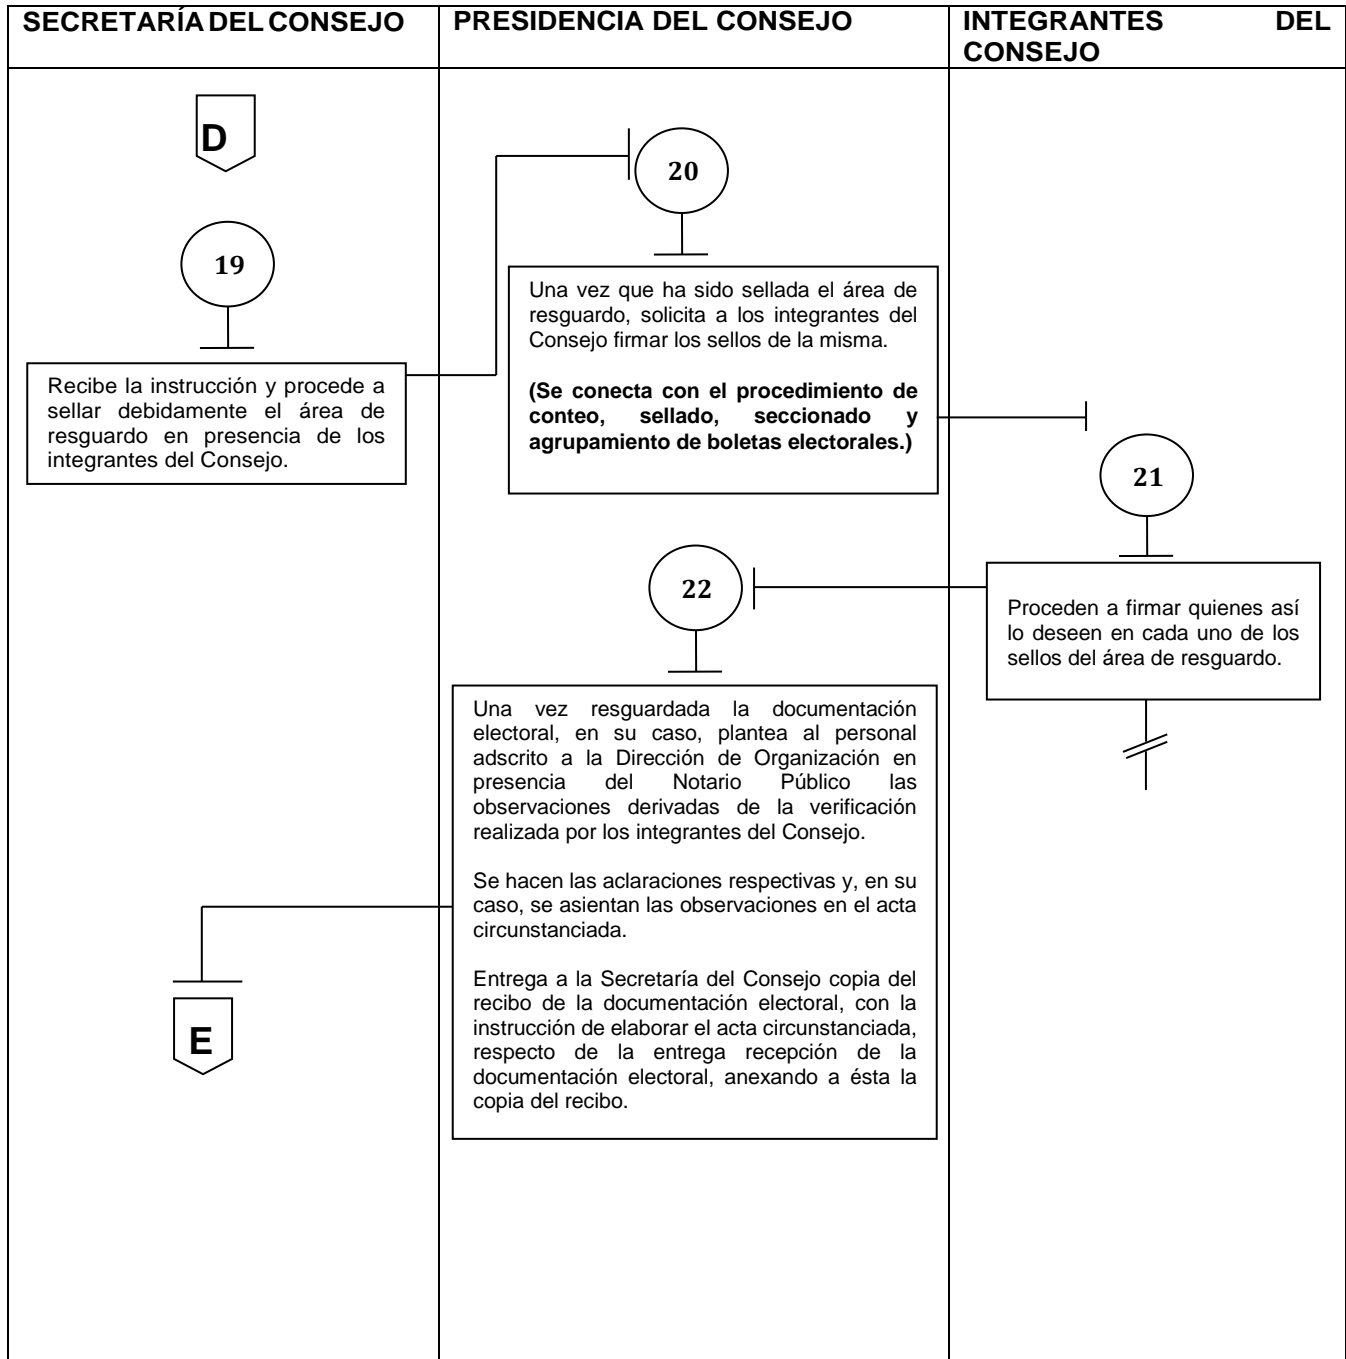 SECRETARÍA DEL CONSEJO
PRESIDENCIA DEL CONSEJO
INTEGRANTES DEL
CONSEJO
D
20
19
Una vez que ha sido sellada el área de
resguardo, solicita a los integrantes del
Consejo firmar los sellos de la misma.
(Se conecta con el procedimiento de
conteo, sellado, seccionado y
agrupamiento de boletas electorales.)
Recibe la instrucción y procede a
sellar debidamente el área de
resguardo en presencia de los
integrantes del Consejo.
21
22
Proceden a firmar quienes así
lo deseen en cada uno de los
sellos del área de resguardo.
Una vez resguardada la documentación
electoral, en su caso, plantea al personal
adscrito a la Dirección de Organización en
presencia del Notario Público las
observaciones derivadas de la verificación
realizada por los integrantes del Consejo.
Se hacen las aclaraciones respectivas y, en su
caso, se asientan las observaciones en el acta
circunstanciada.
Entrega a la Secretaría del Consejo copia del
recibo de la documentación electoral, con la
instrucción de elaborar el acta circunstanciada,
respecto de la entrega recepción de la
documentación electoral, anexando a ésta la
copia del recibo.
E